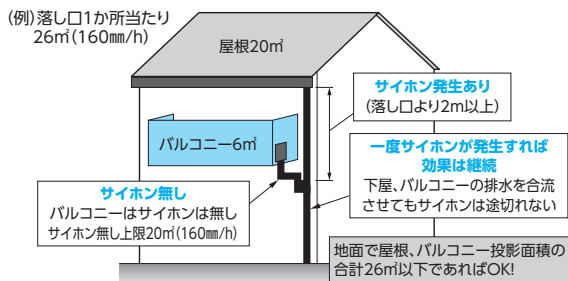 (例)落し口1か所当たり
26㎡(160㎜/h)
屋根20㎡
サイホン発生あり
(落し口より2m以上)
バルコニー6㎡
一度サイホンが発生すれば
効果は継続
下屋、バルコニーの排水を合流
させてもサイホンは途切れない
サイホン無し
バルコニーはサイホンは無し
サイホン無し上限20㎡(160㎜/h)
地面で屋根、バルコニー投影面積の
合計26㎡以下であればOK!